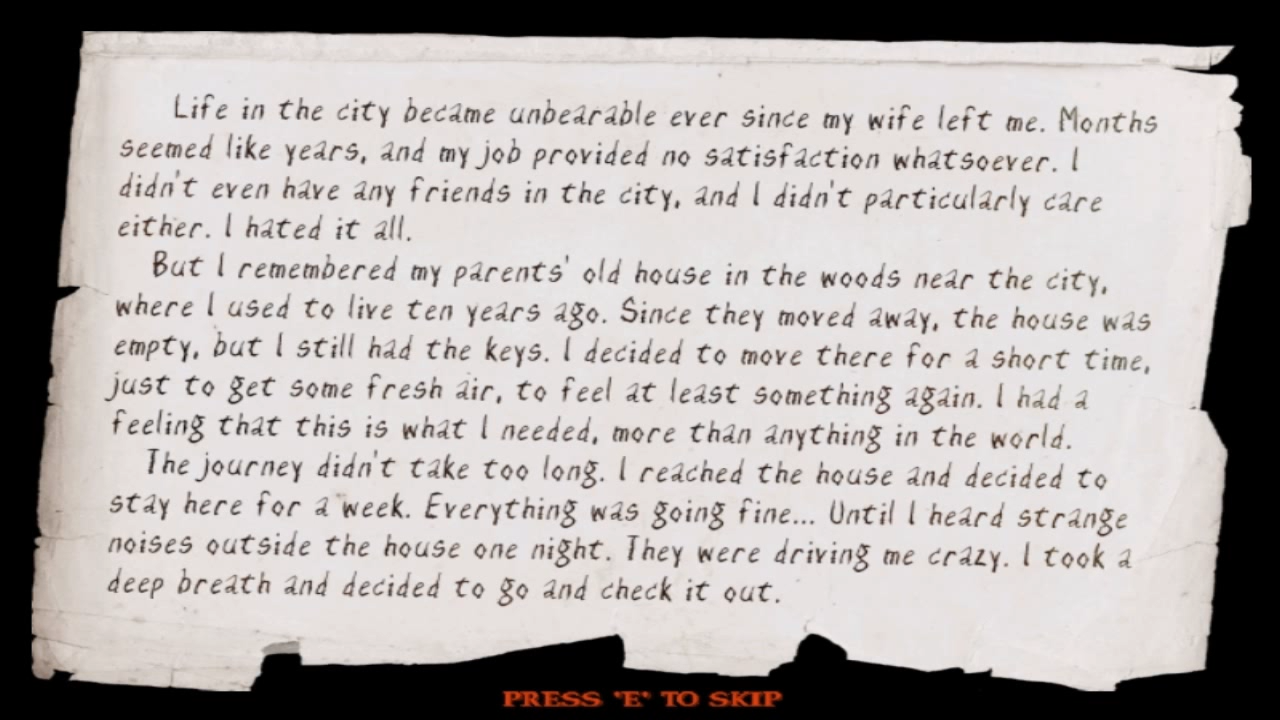 Life in the city became unbearable ever since my wife left me. Months
seemed like years, and my job provided no satisfaction whatsoever. I
didn't even have any friends in the city, and I didn't particularly care
either. I hated it all.
But I remembered my parents' old house in the woods near the city,
where I used to live ten years ago. Since they moved away, the house was
empty, but I still had the keys. I decided to move there for a short time,
just to get some fresh air, to feel at least something again. I had a
feeling that this is what I needed, more than anything in the world.
The journey didn't take too long. I reached the house and decided to
stay here for a week. Everything was going fine... Until I heard strange
noises outside the house one night. They were driving me crazy. I took a
deep breath and decided to go and check it out.
PRESS 'E' TO SKIP